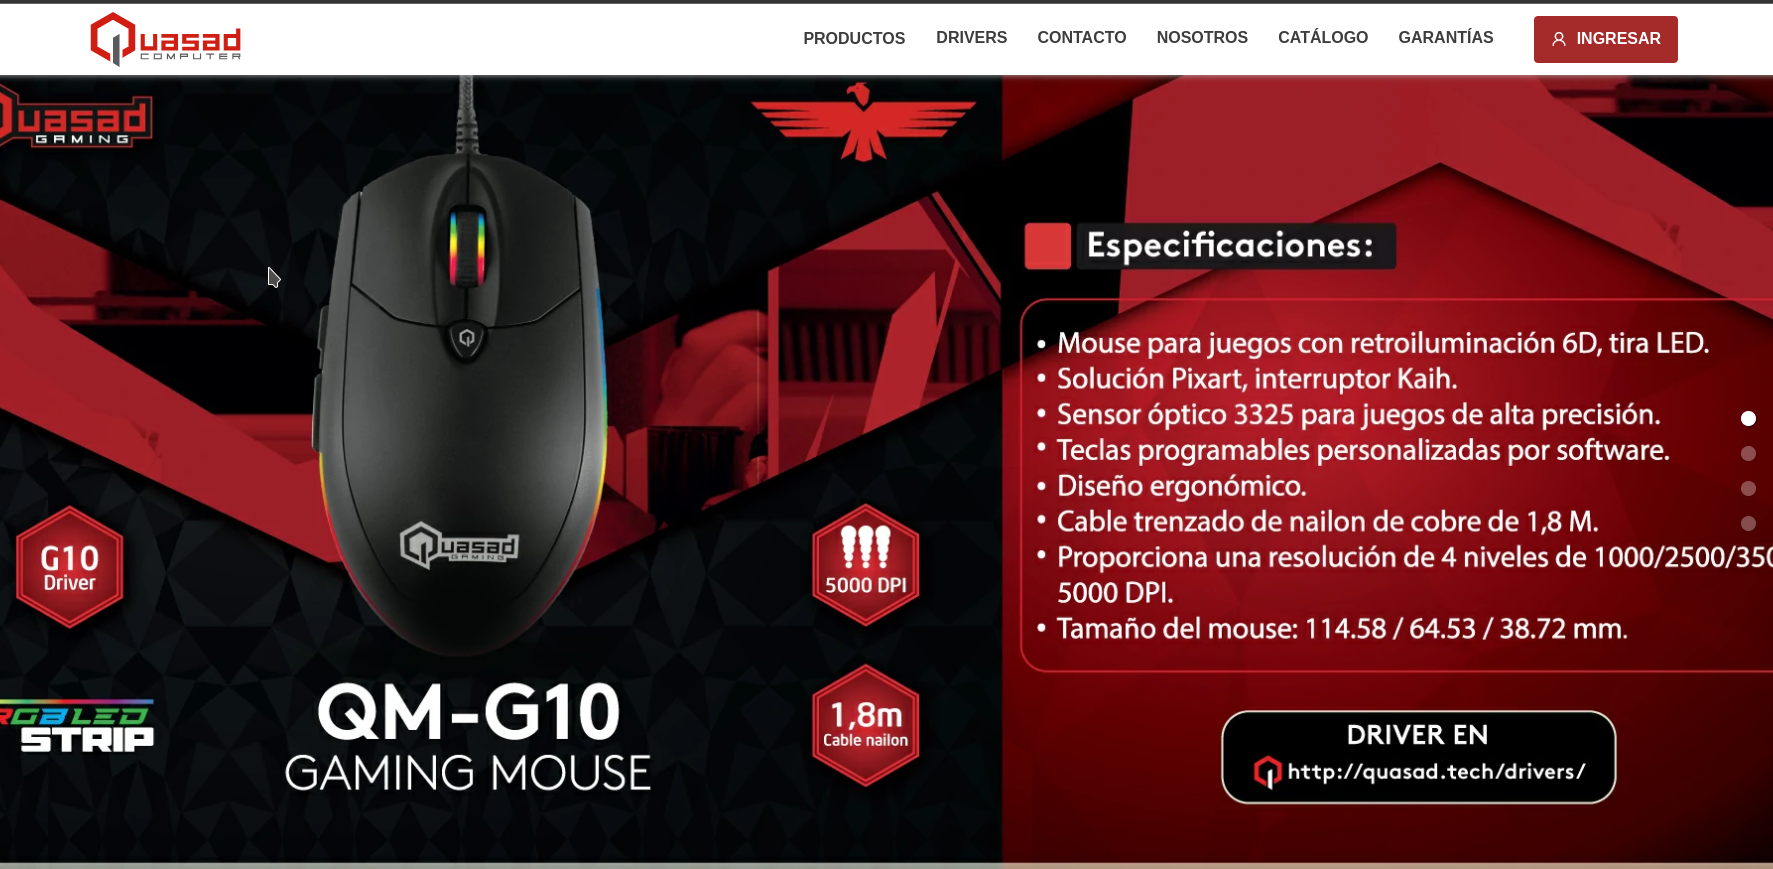 Quasad
COMPUTER
PRODUCTOS
DRIVERS
CONTACTO
NOSOTROS
CATÁLOGO
GARANTÍAS
INGRESAR
Quasad
GAMING
Especificaciones:
• Mouse para juegos con retroiluminación 6D, tira LED.
• Solución Pixart, interruptor Kaih.
• Sensor óptico 3325 para juegos de alta precisión.
• Teclas programables personalizadas por software.
• Diseño ergonómico.
• Cable trenzado de nailon de cobre de 1,8 M.
• Proporciona una resolución de 4 niveles de 1000/2500/350
5000 DPI.
• Tamaño del mouse: 114.58 / 64.53 / 38.72 mm.
Quasad
GAMING
G10
Driver
5000 DPI
1,8m
Cable nailon
RGB LED
STRIP
QM-G10
GAMING MOUSE
DRIVER EN
http://quasad.tech/drivers/